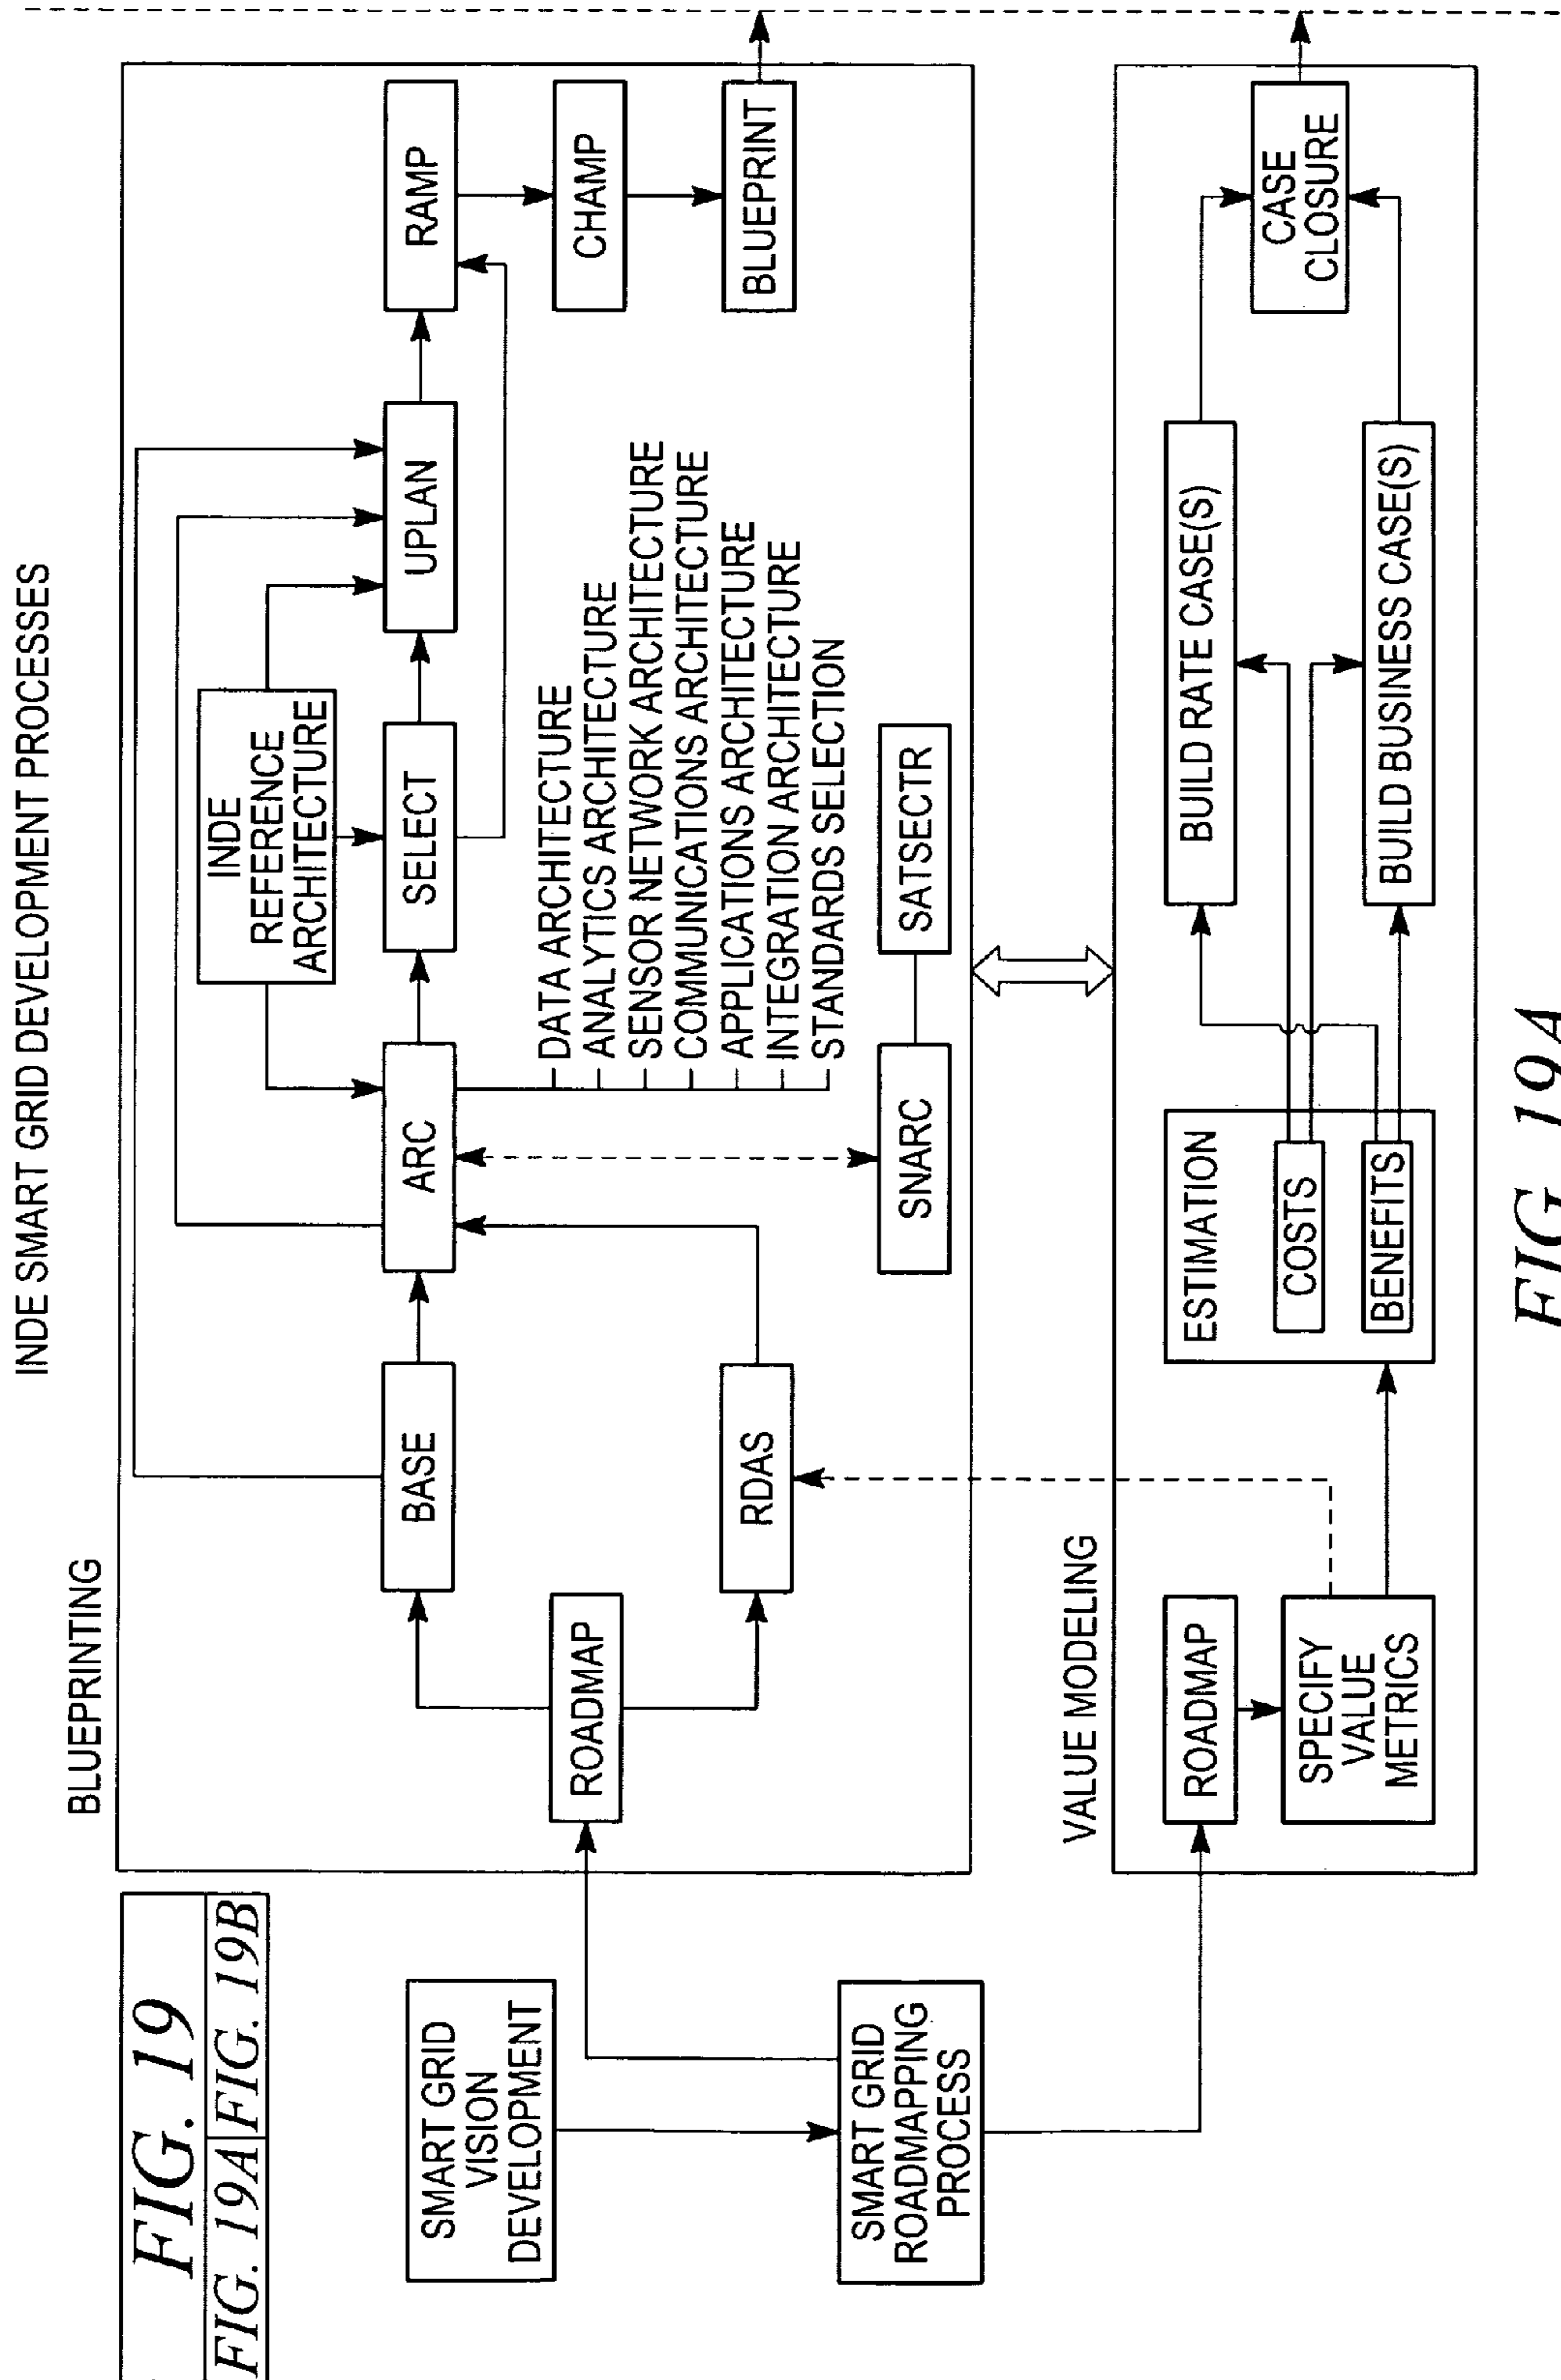 INDE SMART GRID DEVELOPMENT PROCESSES
FIG. 19
FIG. 19A
FIG. 19B
SMART GRID
VISION
DEVELOPMENT
SMART GRID
ROADMAPPING
PROCESS
BLUEPRINTING
ROADMAP
BASE
RDAS
ARC
INDE
REFERENCE
ARCHITECTURE
SELECT
UPLAN
RAMP
CHAMP
BLUEPRINT
DATA ARCHITECTURE
ANALYTICS ARCHITECTURE
SENSOR NETWORK ARCHITECTURE
COMMUNICATIONS ARCHITECTURE
APPLICATIONS ARCHITECTURE
INTEGRATION ARCHITECTURE
STANDARDS SELECTION
SNARC
SATSECTR
VALUE MODELING
ROADMAP
SPECIFY
VALUE
METRICS
ESTIMATION
COSTS
BENEFITS
BUILD RATE CASE(S)
BUILD BUSINESS CASE(S)
CASE
CLOSURE
FIG. 19A